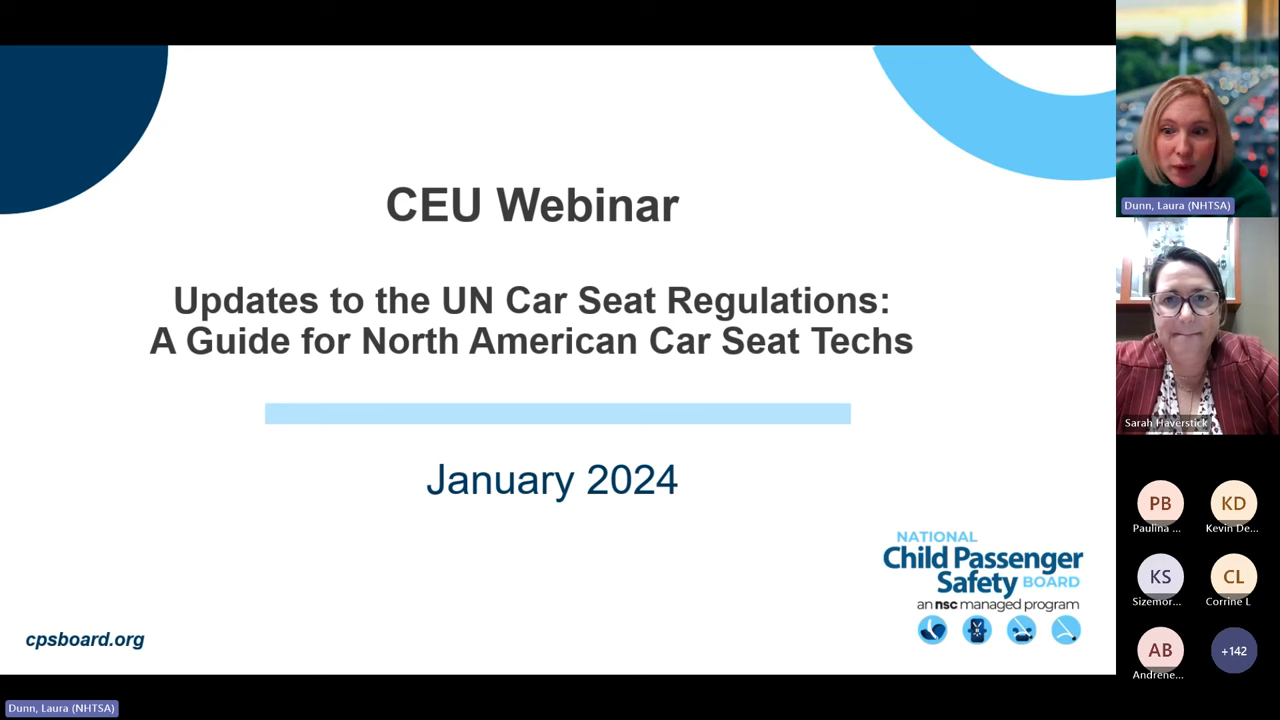 CEU Webinar
Updates to the UN Car Seat Regulations:
A Guide for North American Car Seat Techs
January 2024
NATIONAL
Child Passenger
Safety BOARD
an nsc managed program
cpsboard.org
Dunn, Laura (NHTSA)
Dunn, Laura (NHTSA)
Sarah Haverstick
PB
KD
Paulina ...
Kevin De...
KS
CL
Sizemor...
Corrine L
AB
+142
Andrene...